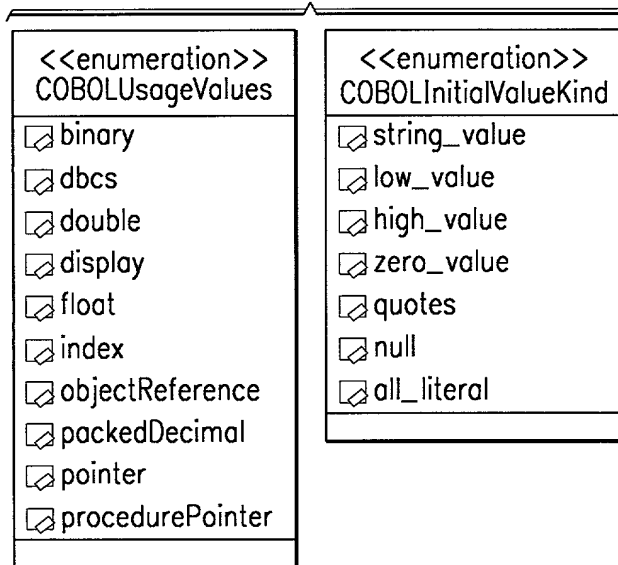 <<enumeration>>
COBOLUsageValues
binary
dbcs
double
display
float
index
objectReference
packedDecimal
pointer
procedurePointer
<<enumeration>>
COBOLInitialValueKind
string_value
low_value
high_value
zero_value
quotes
null
all_literal